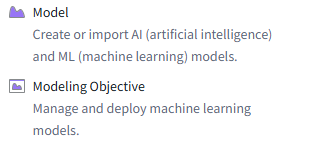 Model
Create or import AI (artificial intelligence)
and ML (machine learning) models.
Modeling Objective
Manage and deploy machine learning
models.